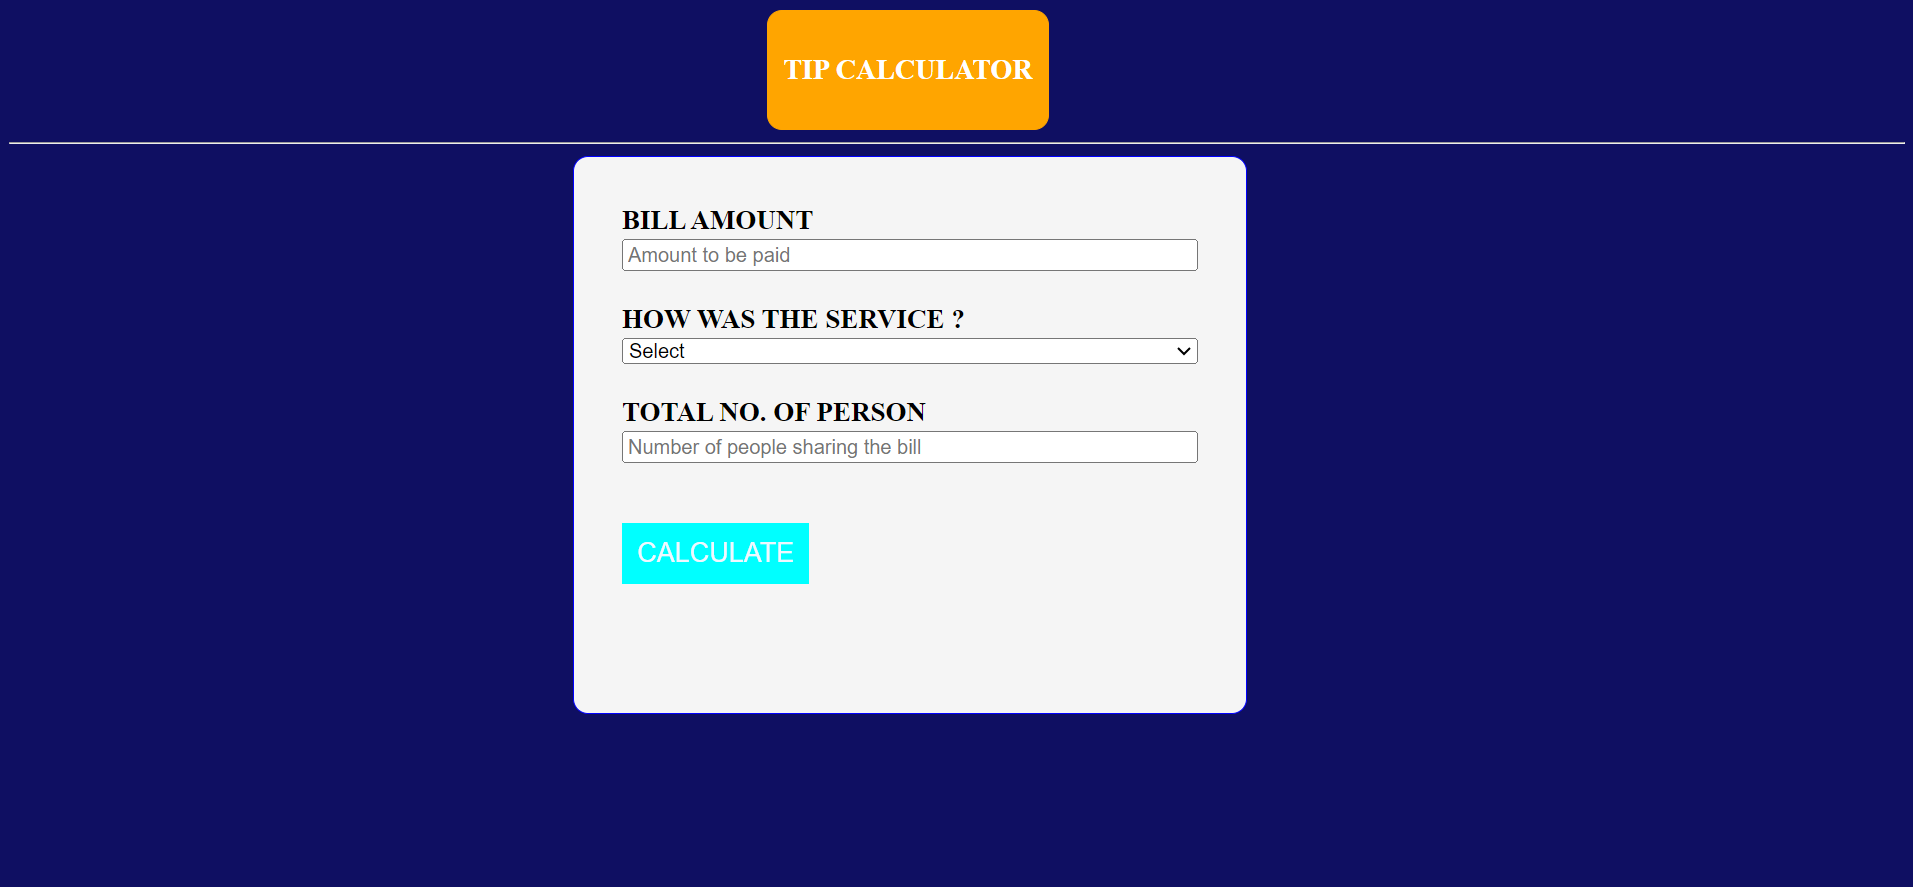 TIP CALCULATOR
BILL AMOUNT
Amount to be paid
HOW WAS THE SERVICE ?
Select
TOTAL NO. OF PERSON
Number of people sharing the bill
CALCULATE